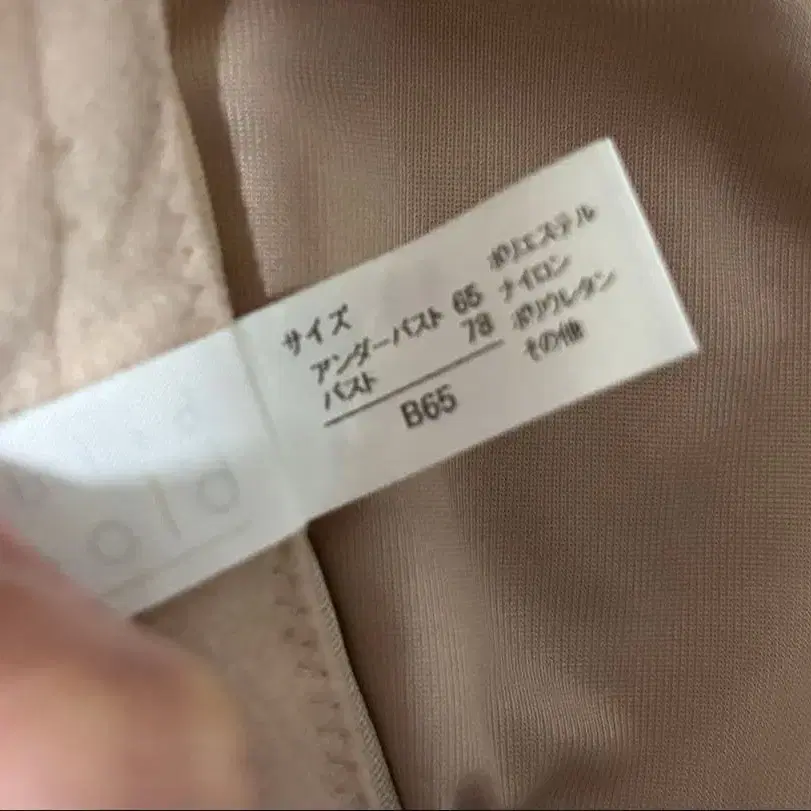 サイズ
アンダーバスト 65
バスト 78
B65
ポリエステル
ナイロン
ポリウレタン
その他